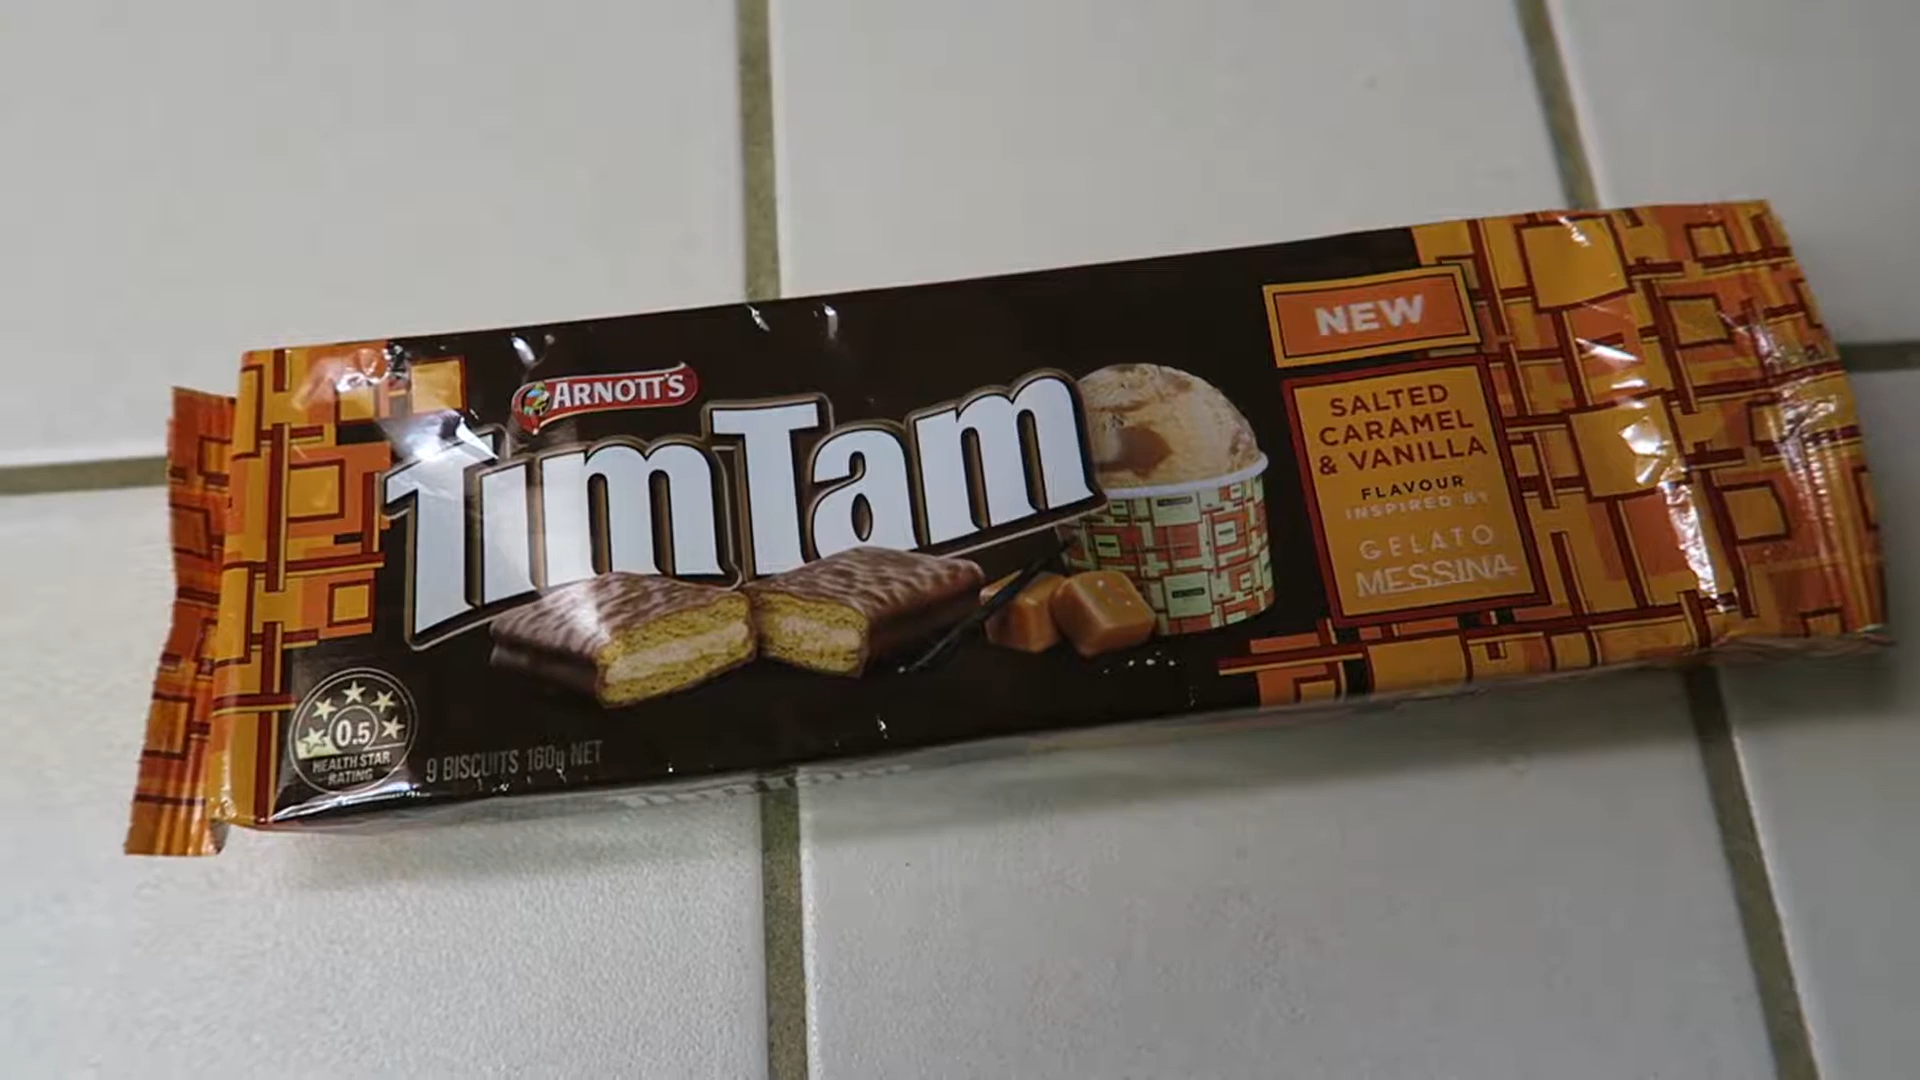 ARNOTT'S
TimTam
NEW
SALTED
CARAMEL
& VANILLA
FLAVOUR
INSPIRED BY
GELATO
MESSINA
0.5
HEALTH STAR
RATING
9 BISCUITS 160g NET